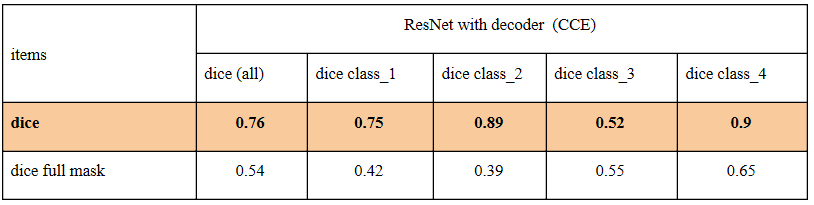 items
ResNet with decoder (CCE)
dice (all) dice class_1 dice class_2 dice class_3 dice class_4
dice 0.76 0.75 0.89 0.52 0.9
dice full mask 0.54 0.42 0.39 0.55 0.65